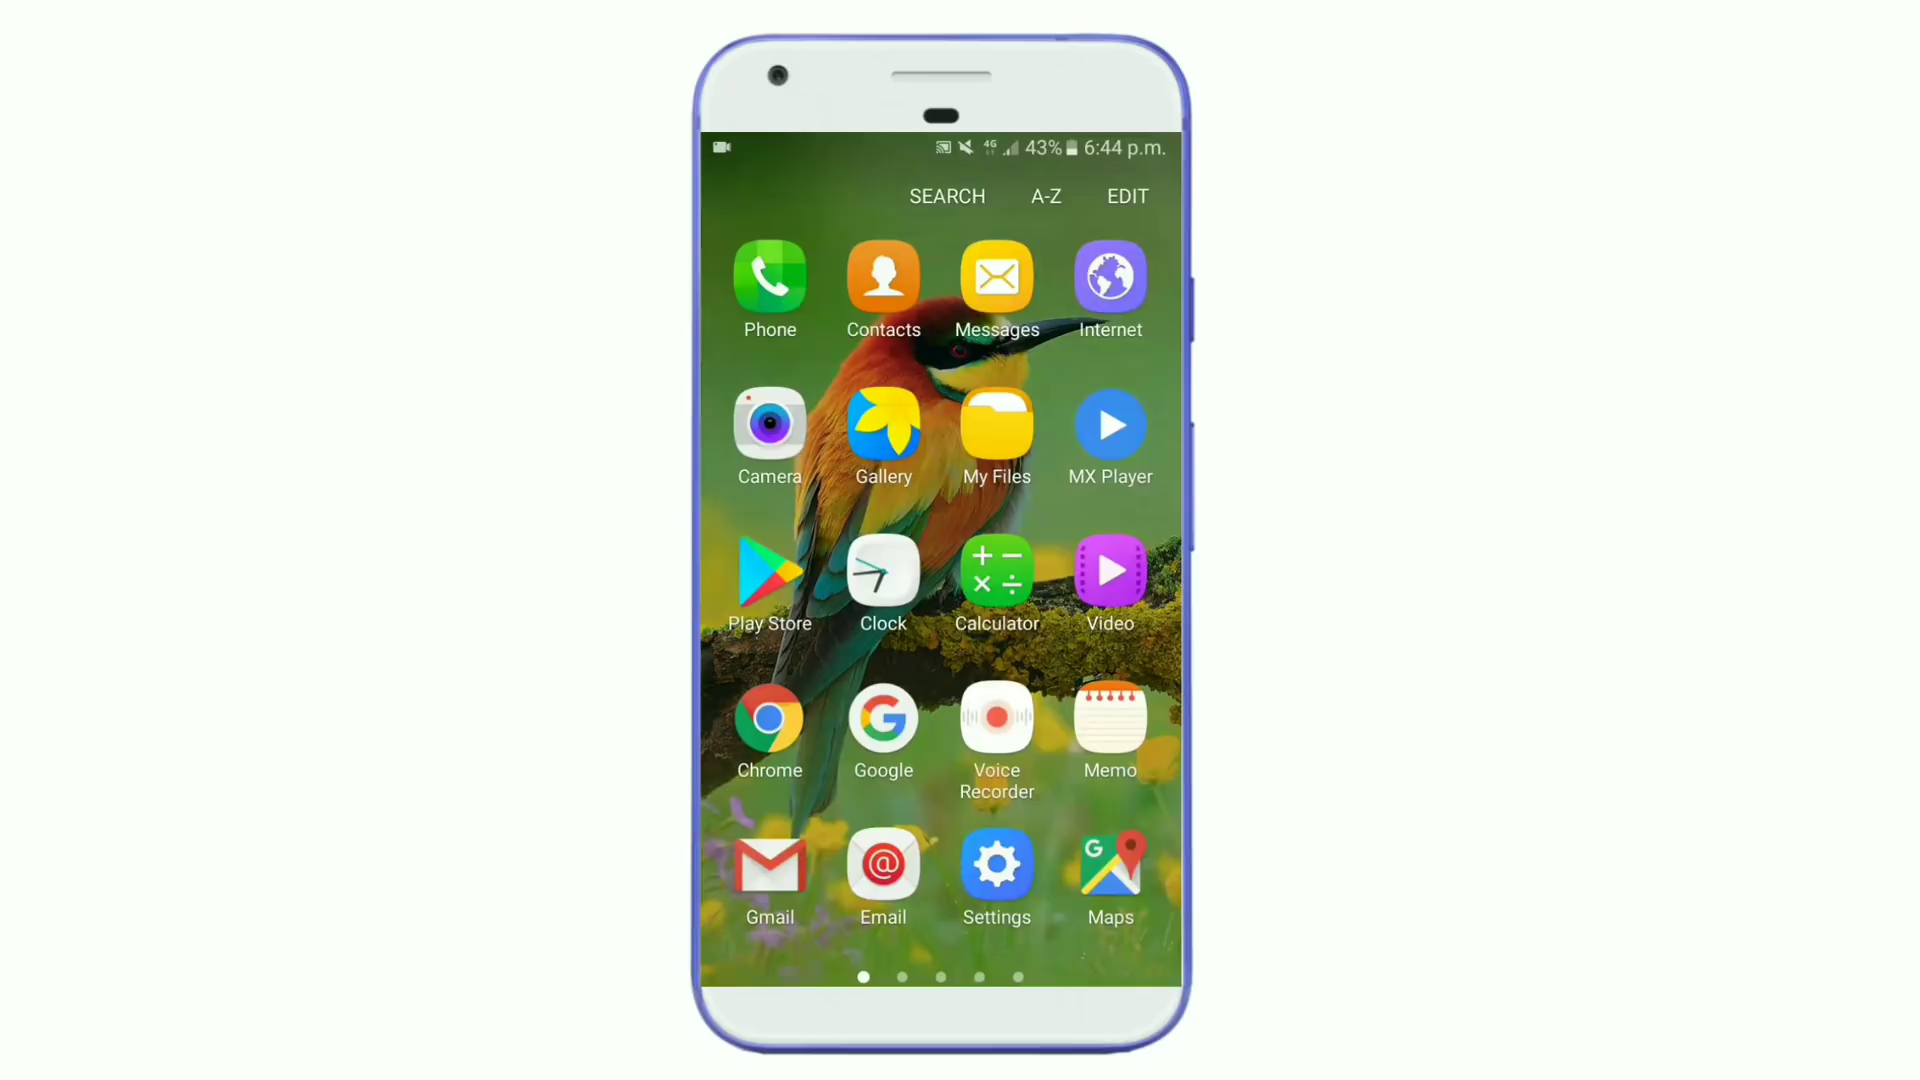 4G 43% 6:44 p.m.
SEARCH A-Z EDIT
Phone Contacts Messages Internet
Camera Gallery My Files MX Player
Play Store Clock Calculator Video
Chrome Google Voice Recorder Memo
Gmail Email Settings Maps